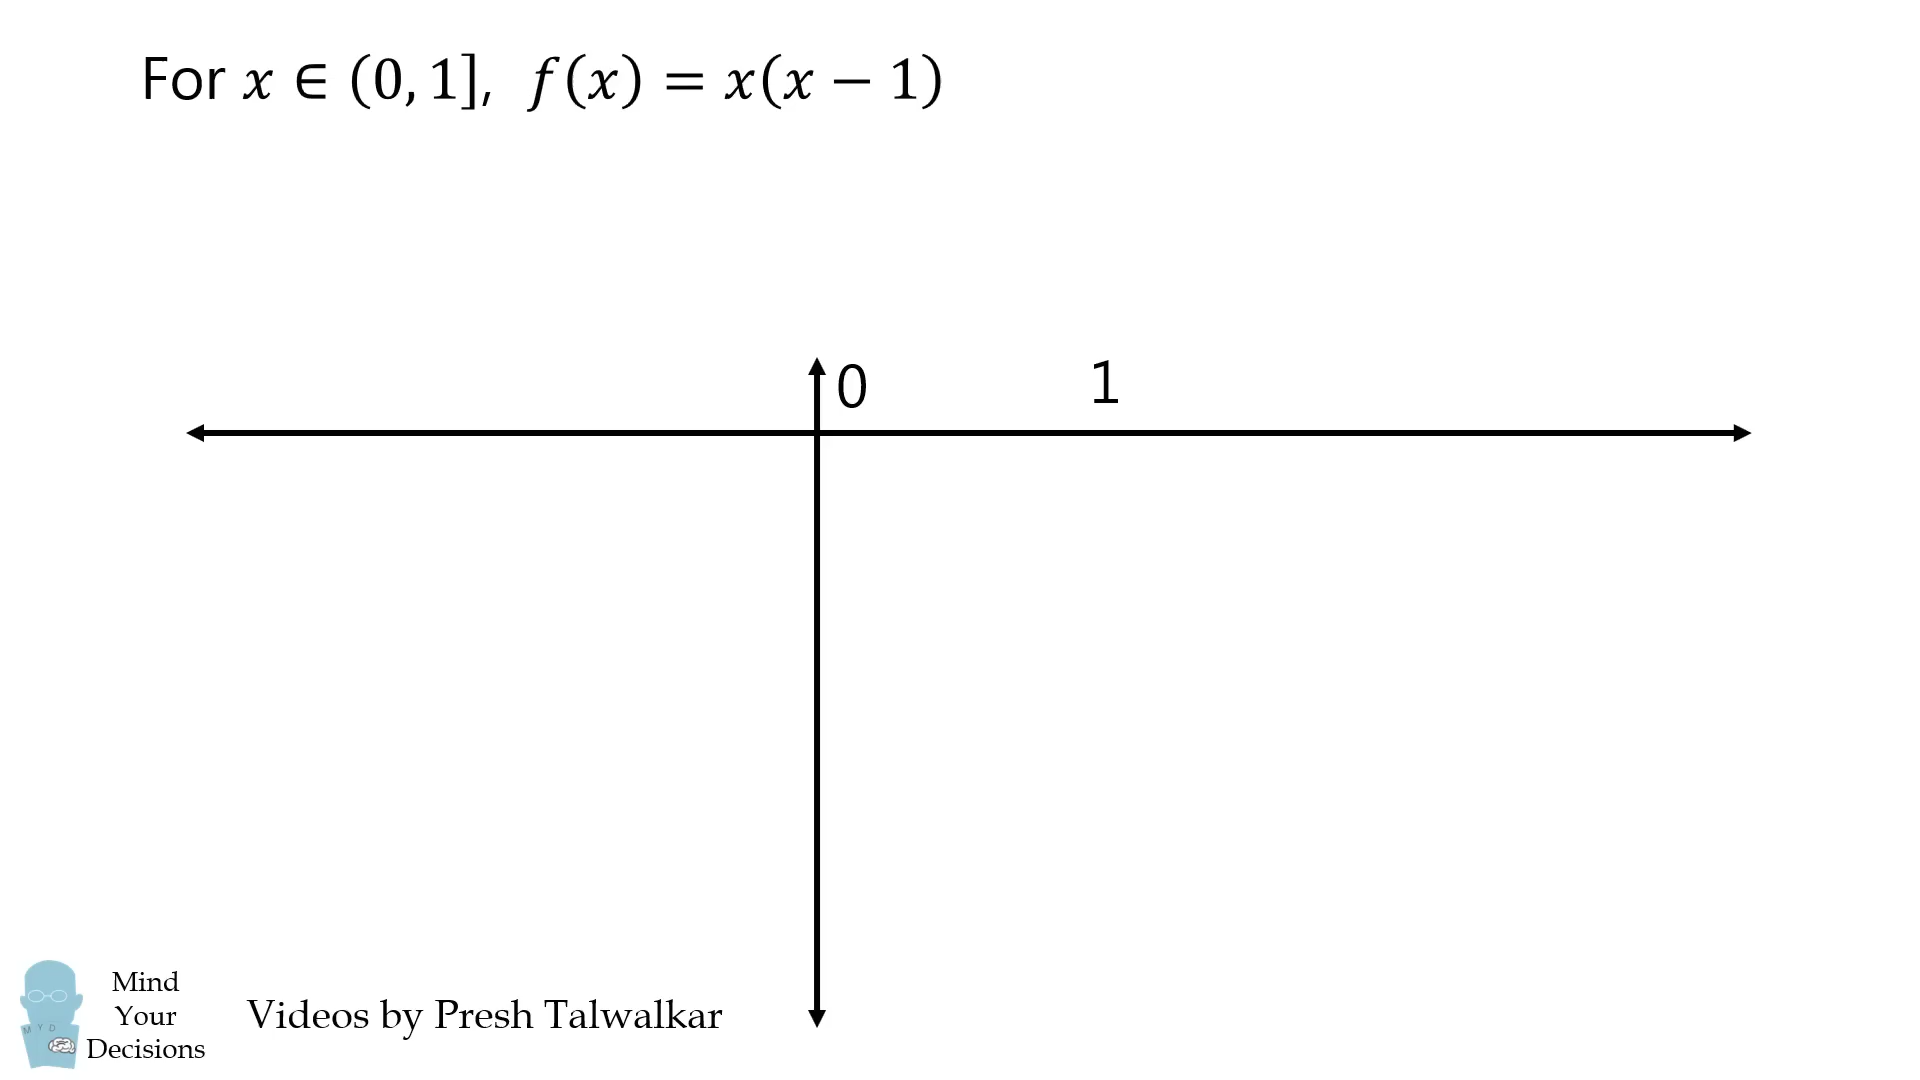 For 𝑥 ∈ (0, 1],  𝑓(𝑥) = 𝑥(𝑥 − 1)
0
1
Mind
Your
Decisions
M Y D
Videos by Presh Talwalkar